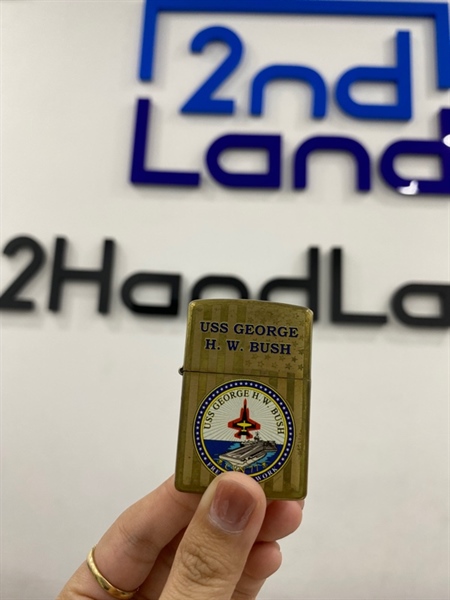 2nd
Land
2HandLa
USS GEORGE
H. W. BUSH
USS GEORGE H.W. BUSH